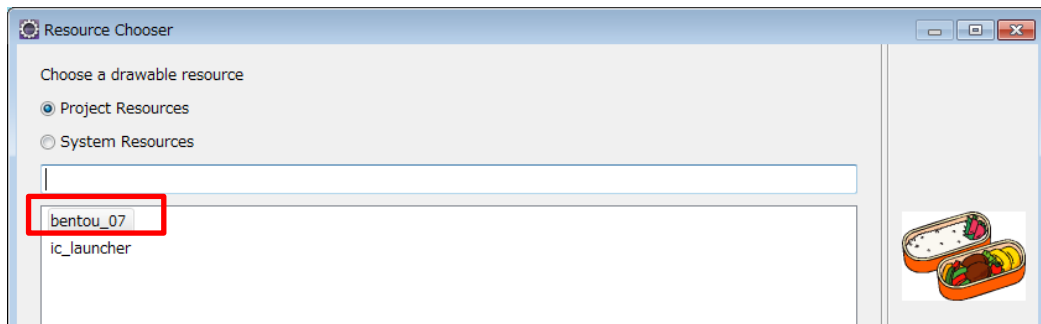 Resource Chooser
Choose a drawable resource
Project Resources
System Resources
bentou_07
ic_launcher